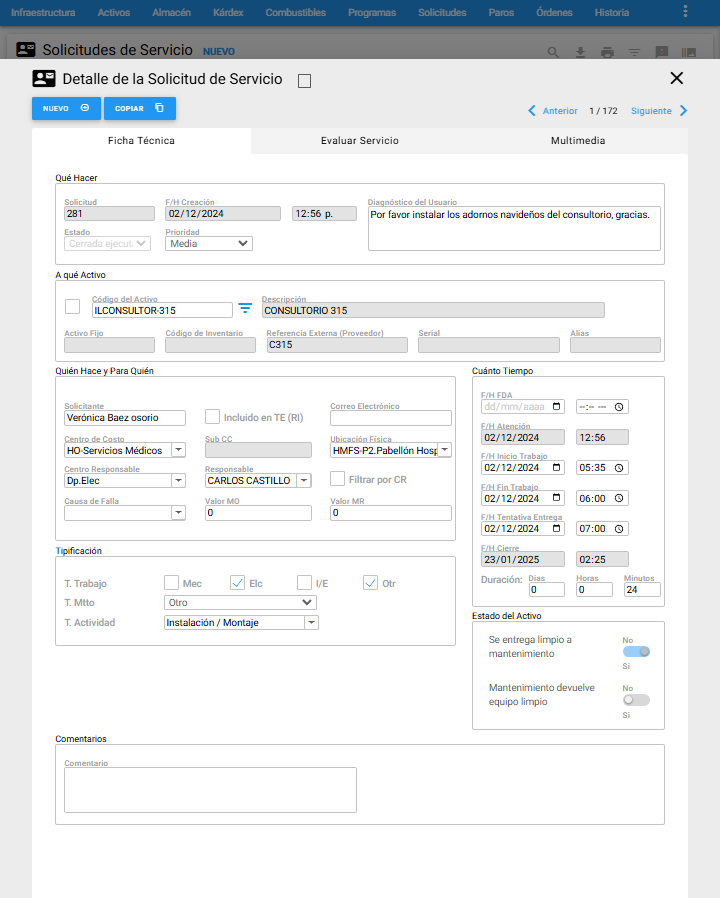 Infraestructura Activos Almacén Kárdex Combustibles Programas Solicitudes Paros Órdenes Historia
Solicitudes de Servicio NUEVO
Detalle de la Solicitud de Servicio
NUEVO COPIAR
Anterior 1 / 172 Siguiente
Ficha Técnica Evaluar Servicio Multimedia
Qué Hacer
Solicitud F/H Creación Diagnóstico del Usuario
281 02/12/2024 12:56 p. Por favor instalar los adornos navideños del consultorio, gracias.
Estado Prioridad
Cerrada ejecuta Media
A qué Activo
Código del Activo Descripción
ILCONSULTOR-315 CONSULTORIO 315
Activo Fijo Código de Inventario Referencia Externa (Proveedor) Serial Alias
C315
Quién Hace y Para Quién
Solicitante Correo Electrónico
Verónica Baez osorio Incluido en TE (RI)
Centro de Costo Sub CC Ubicación Física
HO-Servicios Médicos HMFS-P2.Pabellón Hosp
Centro Responsable Responsable
Dp.Elec CARLOS CASTILLO Filtrar por CR
Causa de Falla Valor MO Valor MR
0 0
Cuánto Tiempo
F/H FDA
dd/mm/aaaa --:-- ---
F/H Atención
02/12/2024 12:56
F/H Inicio Trabajo
02/12/2024 05:35
F/H Fin Trabajo
02/12/2024 06:00
F/H Tentativa Entrega
02/12/2024 07:00
F/H Cierre
23/01/2025 02:25
Duración: Días Horas Minutos
0 0 24
Tipificación
T. Trabajo Mec Elc I/E Otr
T. Mtto Otro
T. Actividad Instalación / Montaje
Estado del Activo
Se entrega limpio a mantenimiento No
Si
Mantenimiento devuelve equipo limpio No
Si
Comentarios
Comentario